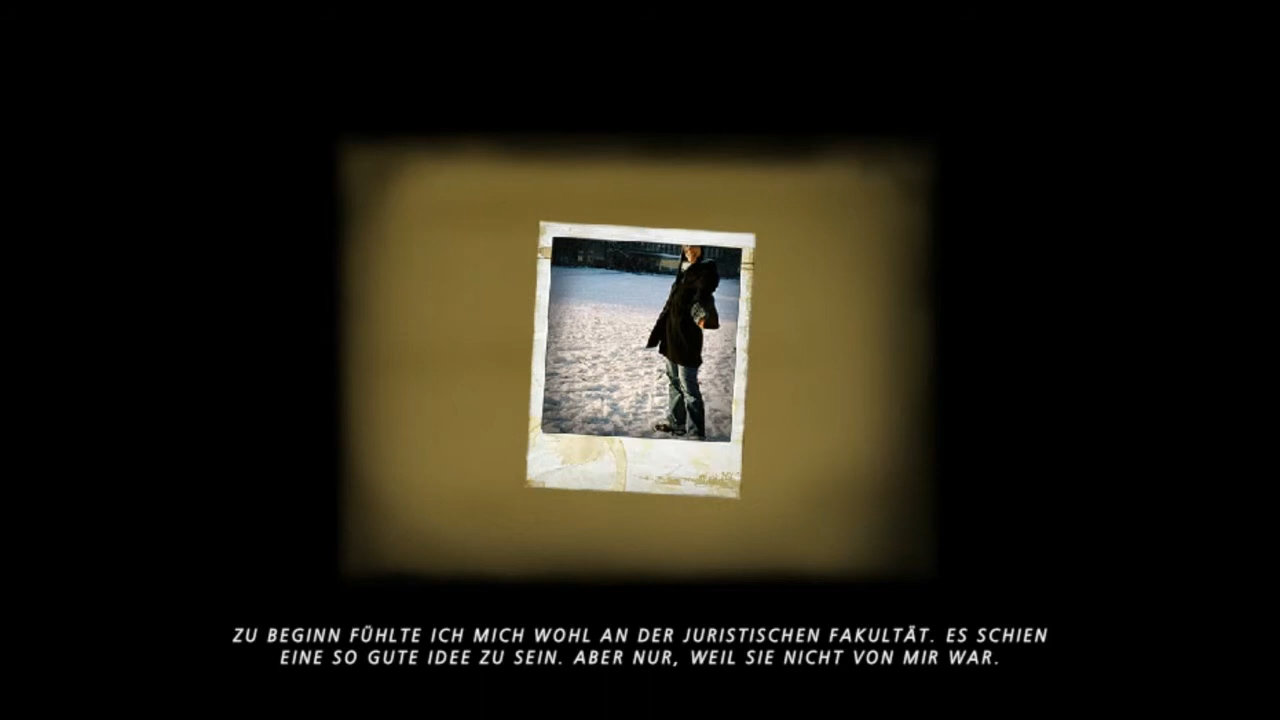 ZU BEGINN FÜHLTE ICH MICH WOHL AN DER JURISTISCHEN FAKULTÄT. ES SCHIEN
EINE SO GUTE IDEE ZU SEIN. ABER NUR, WEIL SIE NICHT VON MIR WAR.